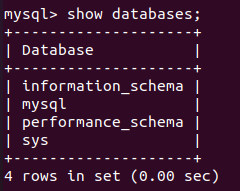 mysql> show databases;
+--------------------+
| Database           |
+--------------------+
| information_schema |
| mysql              |
| performance_schema |
| sys                |
+--------------------+
4 rows in set (0.00 sec)